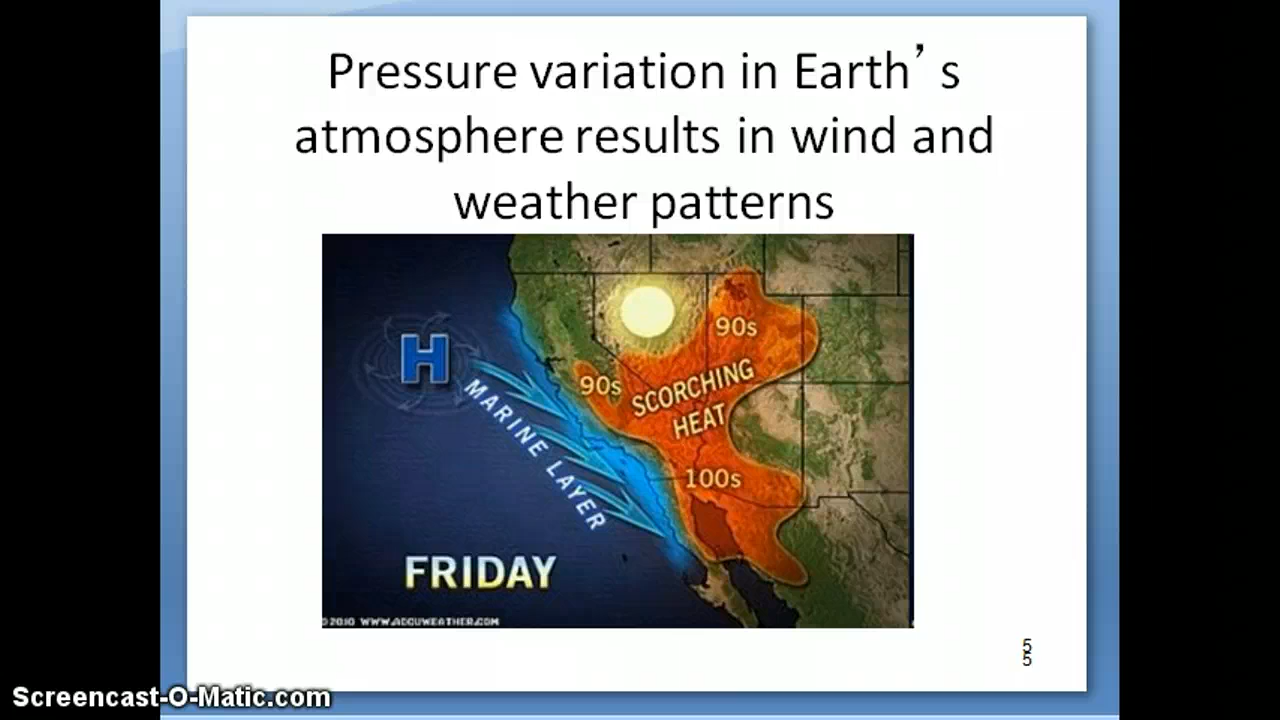 Pressure variation in Earth’s
atmosphere results in wind and
weather patterns
H
90s
90s
SCORCHING
HEAT
MARINE LAYER
100s
FRIDAY
©2010 WWW.ACCUWEATHER.COM
5
5
Screencast-O-Matic.com